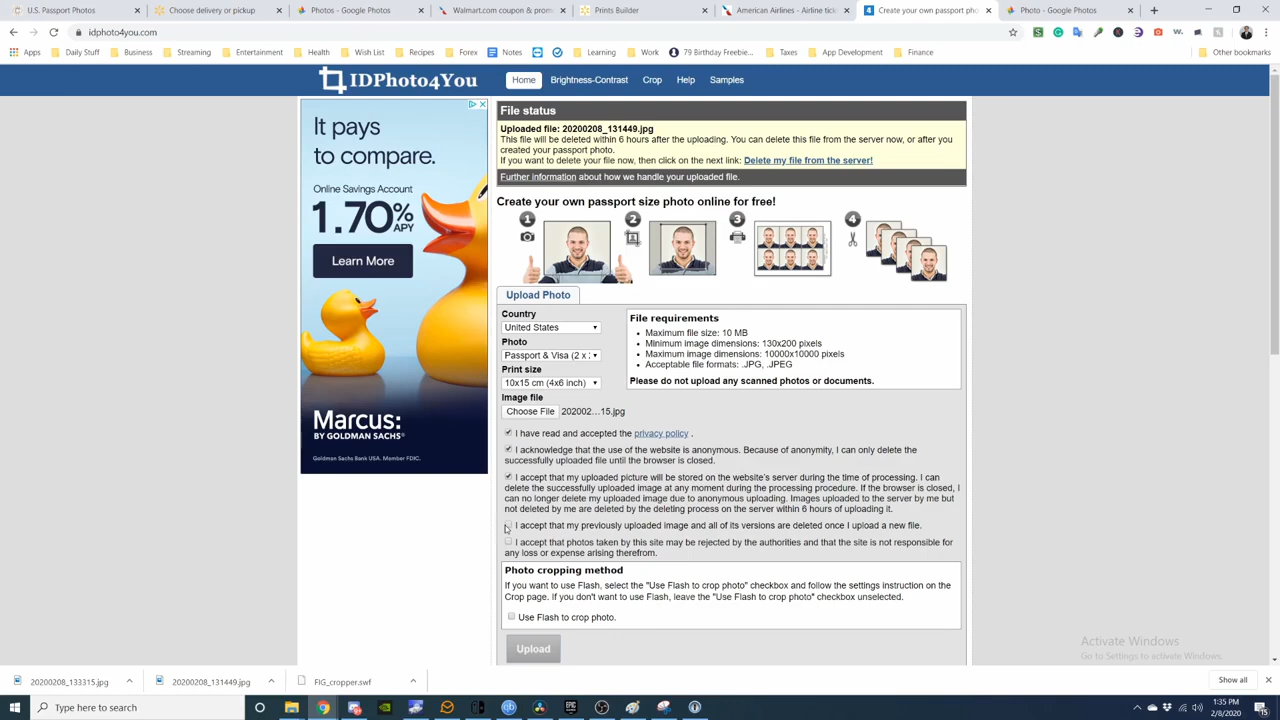 U.S. Passport Photos
Choose delivery or pickup
Photos - Google Photos
Walmart.com coupon & prom
Prints Builder
American Airlines - Airline tick
Create your own passport pho
Photo - Google Photos
idphoto4you.com
Apps
Daily Stuff
Business
Streaming
Entertainment
Health
Wish List
Recipes
Forex
Notes
Learning
Work
79 Birthday Freebie...
Taxes
App Development
Finance
Other bookmarks
IDPhoto4You
Home
Brightness-Contrast
Crop
Help
Samples
It pays
to compare.
Online Savings Account
1.70% APY
Learn More
Marcus:
BY GOLDMAN SACHS®
Goldman Sachs Bank USA. Member FDIC.
File status
Uploaded file: 20200208_131449.jpg
This file will be deleted within 6 hours after the uploading. You can delete this file from the server now, or after you
created your passport photo.
If you want to delete your file now, then click on the next link: Delete my file from the server!
Further information about how we handle your uploaded file.
Create your own passport size photo online for free!
1
2
3
4
Upload Photo
Country
United States
Photo
Passport & Visa (2 x 2
Print size
10x15 cm (4x6 inch)
Image file
Choose File 202002…15.jpg
File requirements
• Maximum file size: 10 MB
• Minimum image dimensions: 130x200 pixels
• Maximum image dimensions: 10000x10000 pixels
• Acceptable file formats: .JPG, .JPEG
Please do not upload any scanned photos or documents.
I have read and accepted the privacy policy .
I acknowledge that the use of the website is anonymous. Because of anonymity, I can only delete the
successfully uploaded file until the browser is closed.
I accept that my uploaded picture will be stored on the website's server during the time of processing. I can
delete the successfully uploaded image at any moment during the processing procedure. If the browser is closed, I
can no longer delete my uploaded image due to anonymous uploading. Images uploaded to the server by me but
not deleted by me are deleted by the deleting process on the server within 6 hours of uploading it.
I accept that my previously uploaded image and all of its versions are deleted once I upload a new file.
I accept that photos taken by this site may be rejected by the authorities and that the site is not responsible for
any loss or expense arising therefrom.
Photo cropping method
If you want to use Flash, select the "Use Flash to crop photo" checkbox and follow the settings instruction on the
Crop page. If you don't want to use Flash, leave the "Use Flash to crop photo" checkbox unselected.
Use Flash to crop photo.
Upload
Activate Windows
Go to Settings to activate Windows.
20200208_133315.jpg
20200208_131449.jpg
FIG_cropper.swf
Show all
Type here to search
1:35 PM
2/8/2020
15